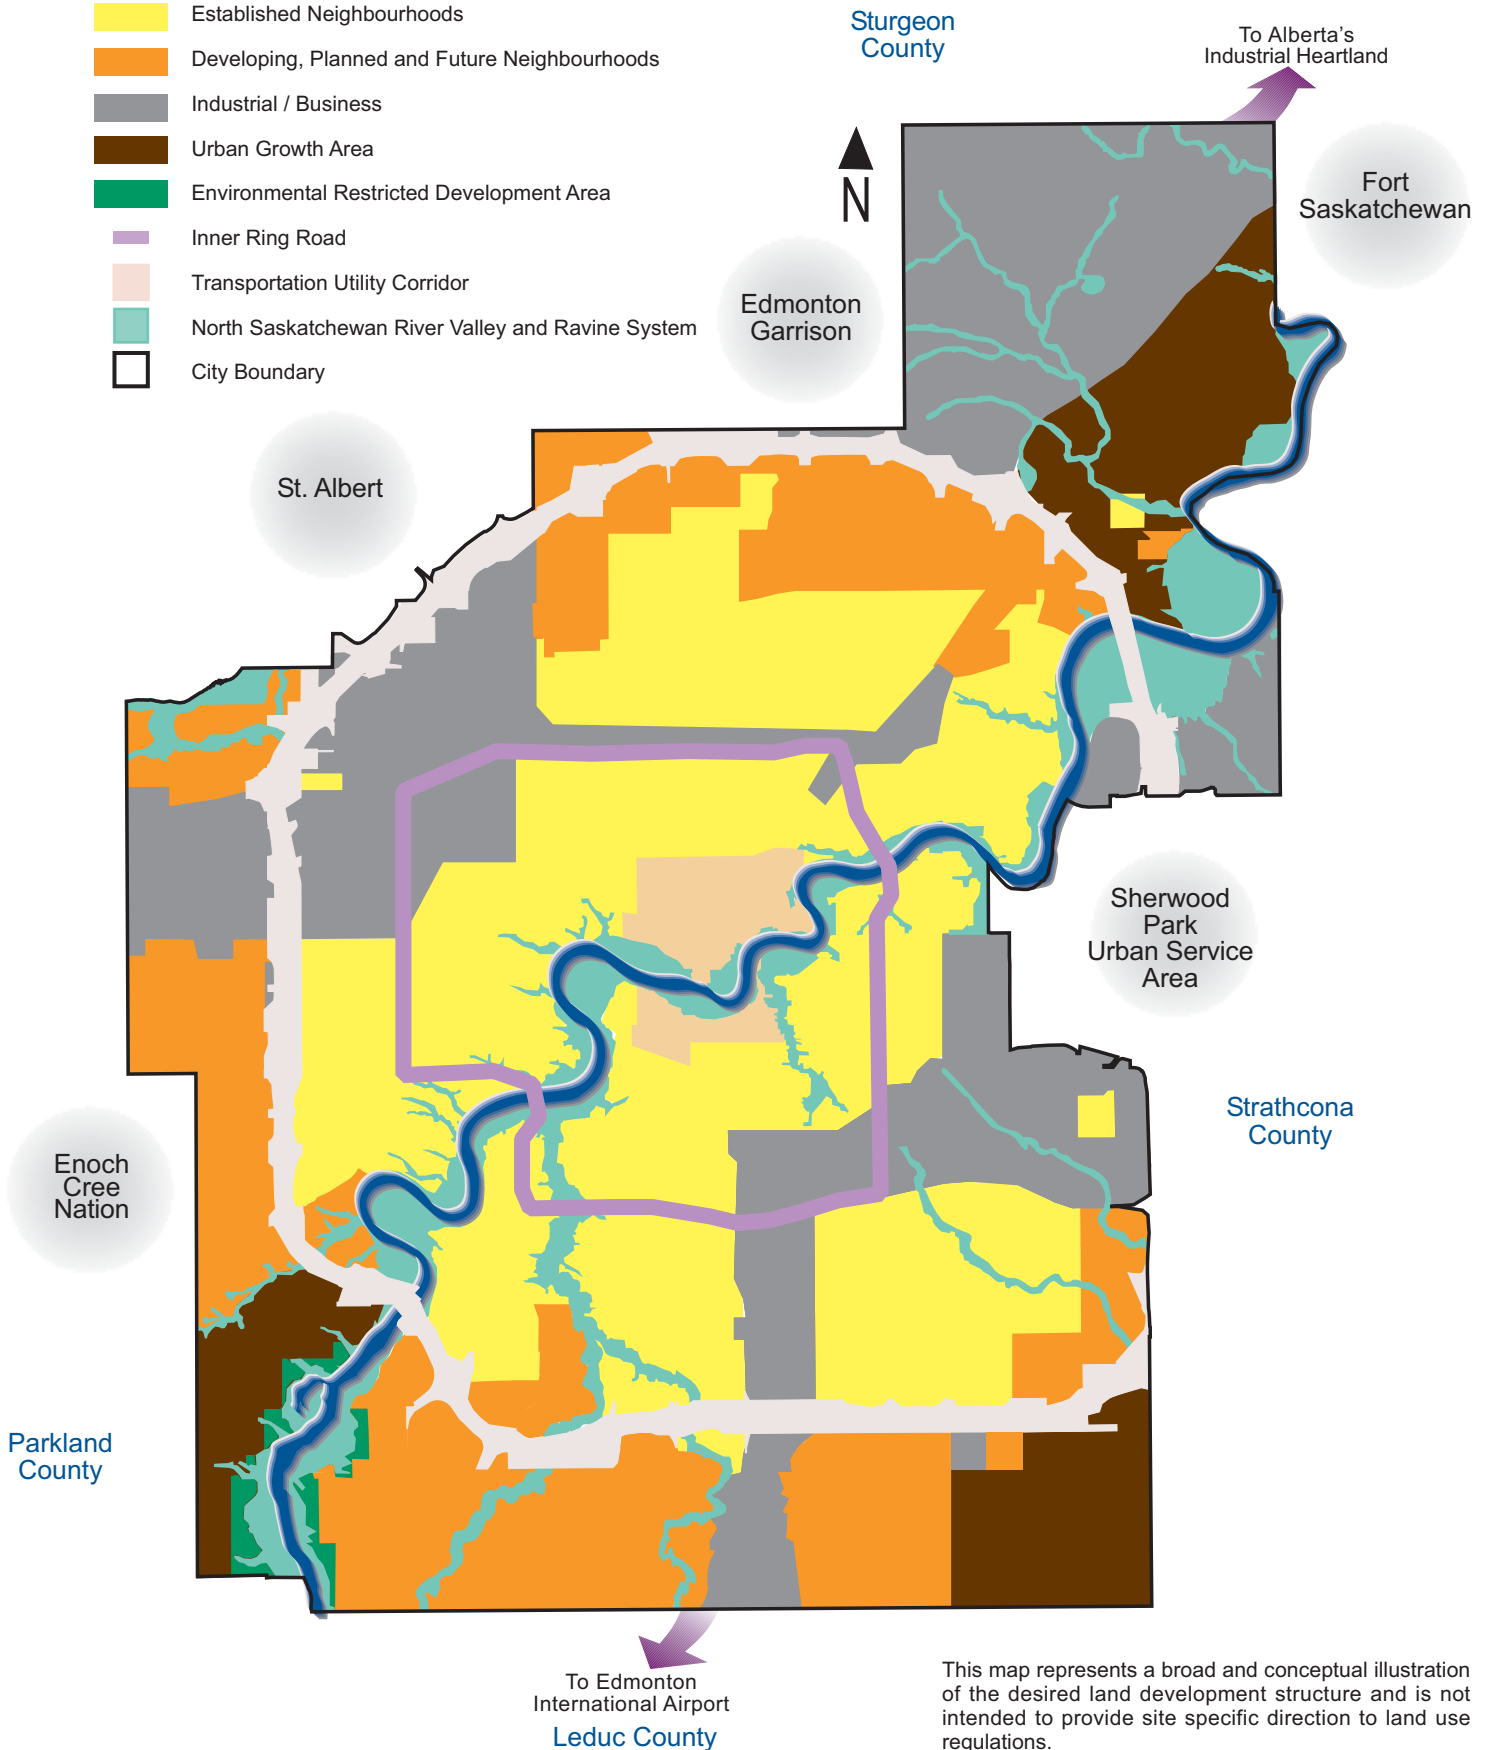 Established Neighbourhoods
Developing, Planned and Future Neighbourhoods
Industrial / Business
Urban Growth Area
Environmental Restricted Development Area
Inner Ring Road
Transportation Utility Corridor
North Saskatchewan River Valley and Ravine System
City Boundary
Sturgeon
County
To Alberta's
Industrial Heartland
N
Fort
Saskatchewan
Edmonton
Garrison
St. Albert
Sherwood
Park
Urban Service
Area
Strathcona
County
Enoch
Cree
Nation
Parkland
County
To Edmonton
International Airport
Leduc County
This map represents a broad and conceptual illustration
of the desired land development structure and is not
intended to provide site specific direction to land use
regulations.